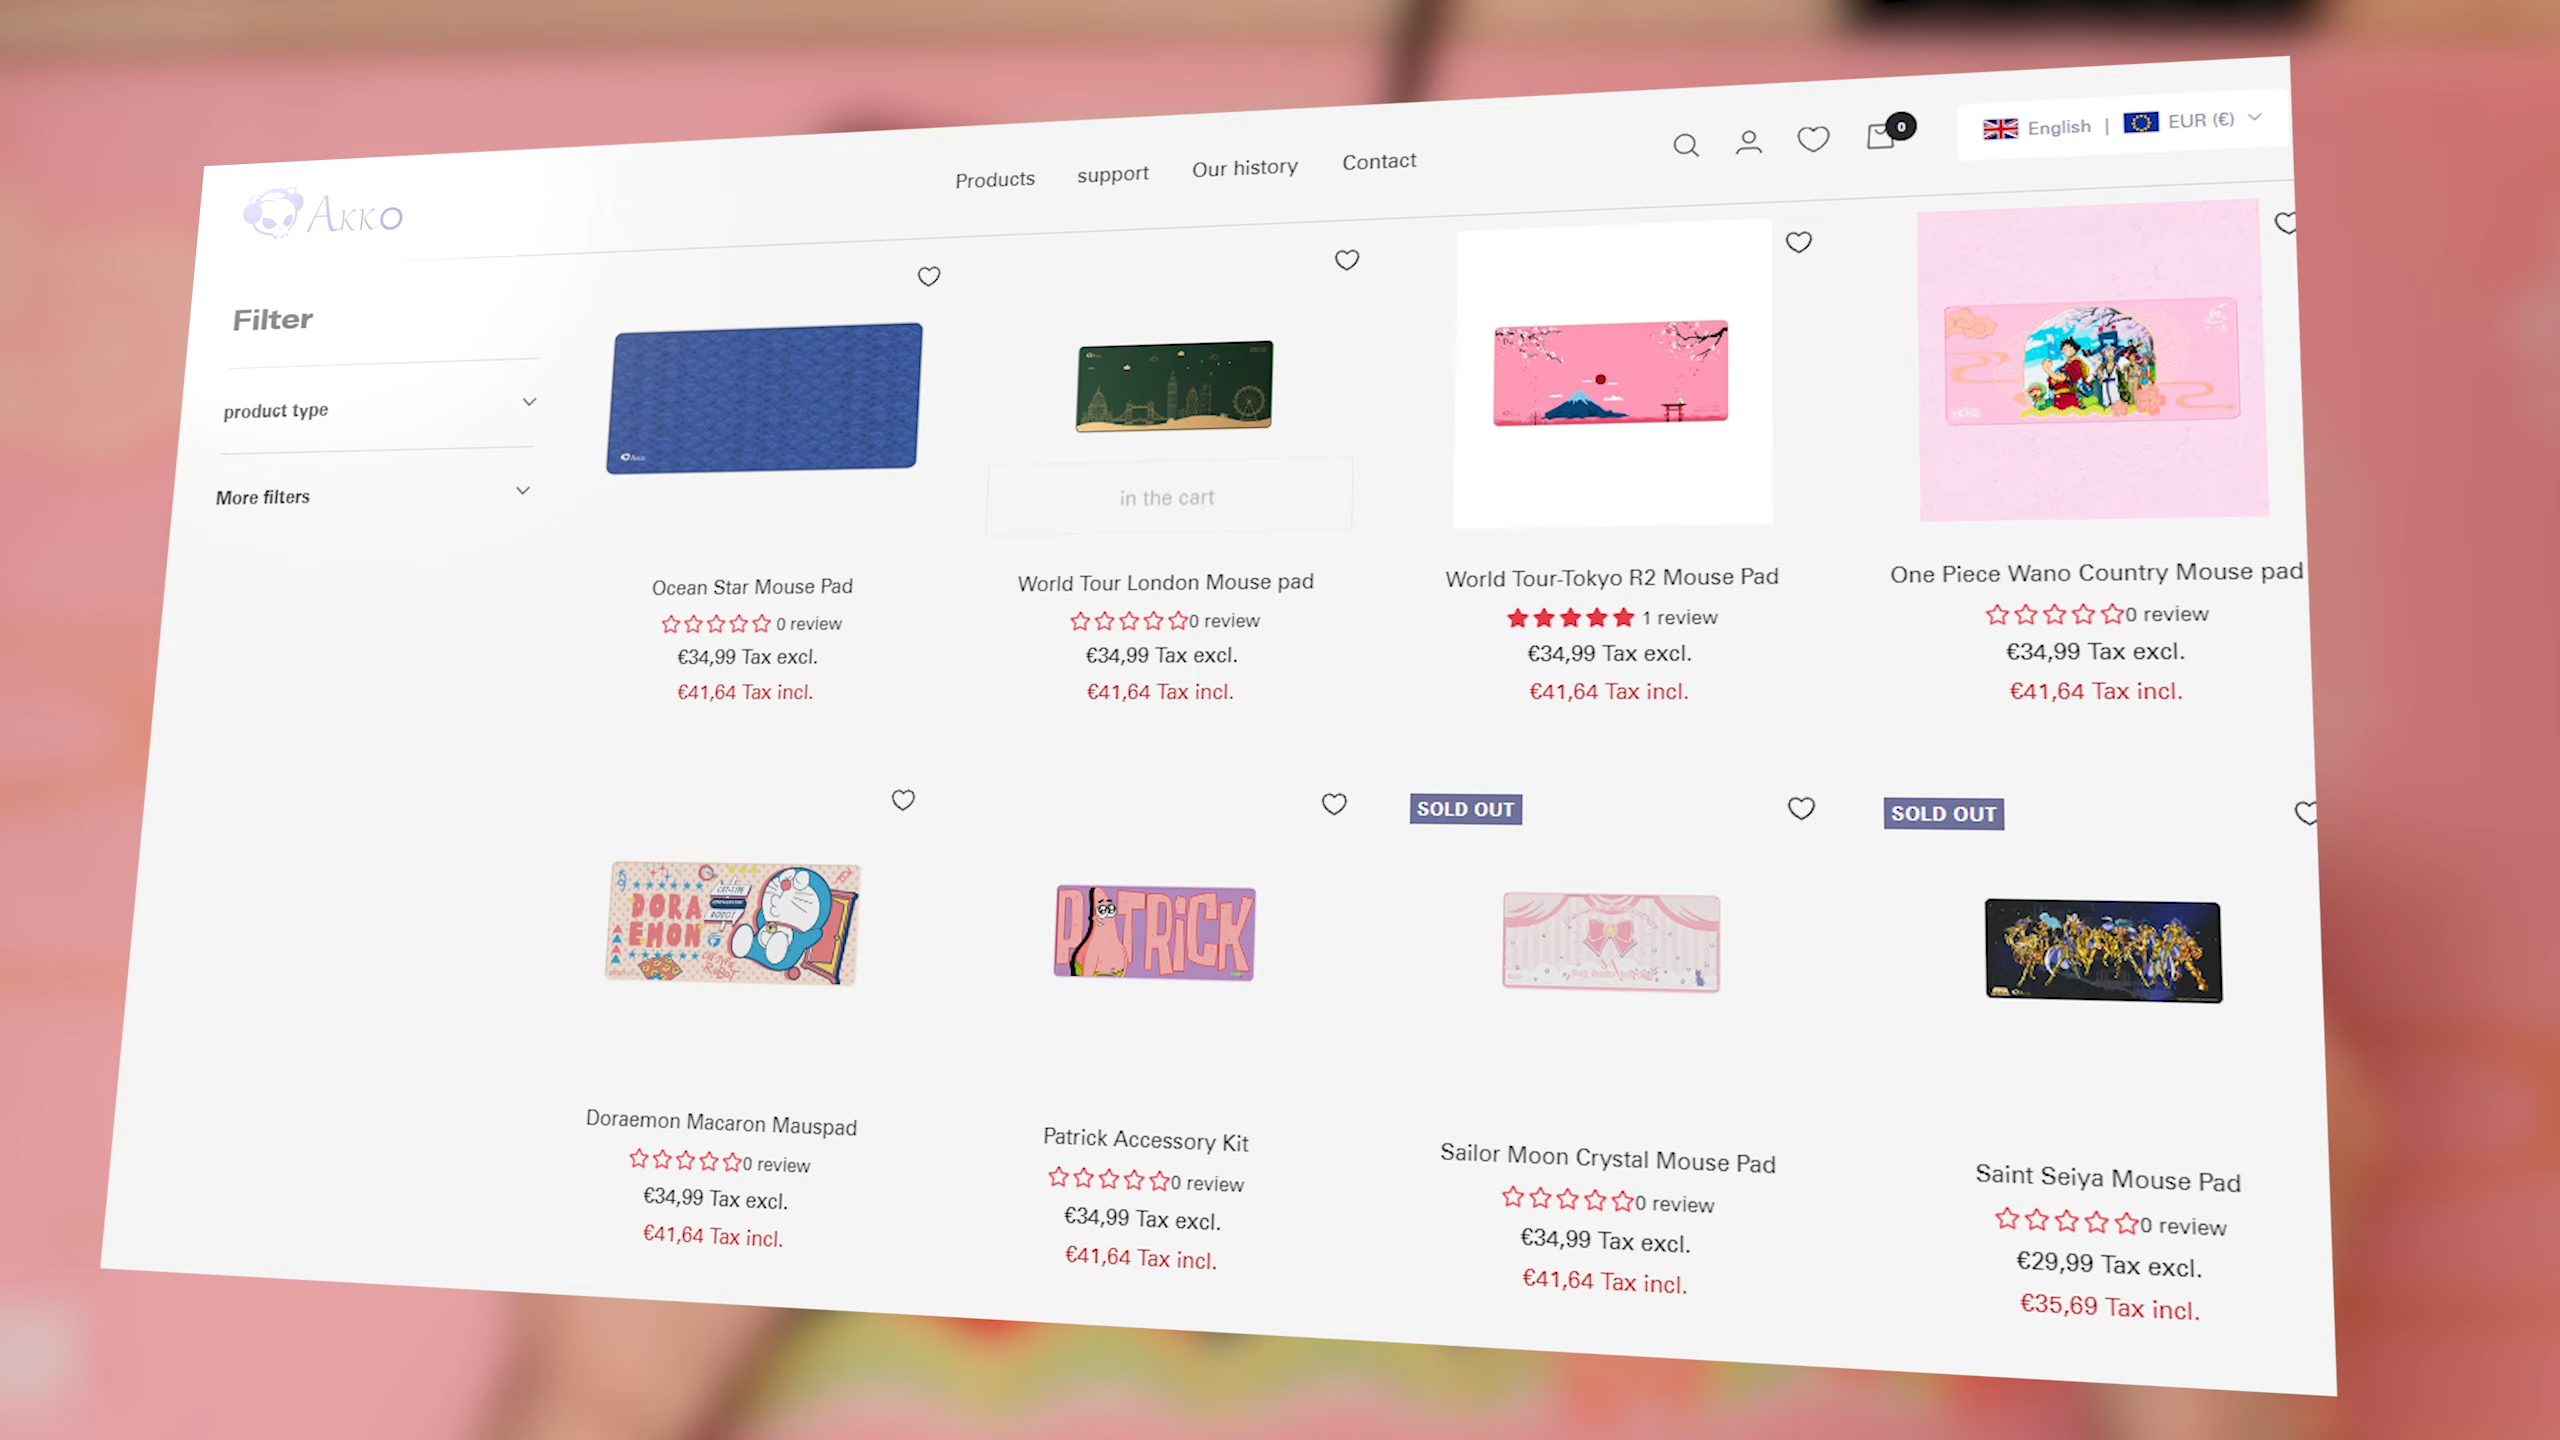 AKKO
Products
support
Our history
Contact
0
English | EUR (€)
Filter
product type
More filters
in the cart
Ocean Star Mouse Pad
0 review
€34,99 Tax excl.
€41,64 Tax incl.
World Tour London Mouse pad
0 review
€34,99 Tax excl.
€41,64 Tax incl.
World Tour-Tokyo R2 Mouse Pad
1 review
€34,99 Tax excl.
€41,64 Tax incl.
One Piece Wano Country Mouse pad
0 review
€34,99 Tax excl.
€41,64 Tax incl.
DORA
EMON
CAT-TYPE
ROBOT
Doraemon Macaron Mauspad
0 review
€34,99 Tax excl.
€41,64 Tax incl.
PATRICK
Patrick Accessory Kit
0 review
€34,99 Tax excl.
€41,64 Tax incl.
SOLD OUT
Sailor Moon Crystal Mouse Pad
0 review
€34,99 Tax excl.
€41,64 Tax incl.
SOLD OUT
Saint Seiya Mouse Pad
0 review
€29,99 Tax excl.
€35,69 Tax incl.